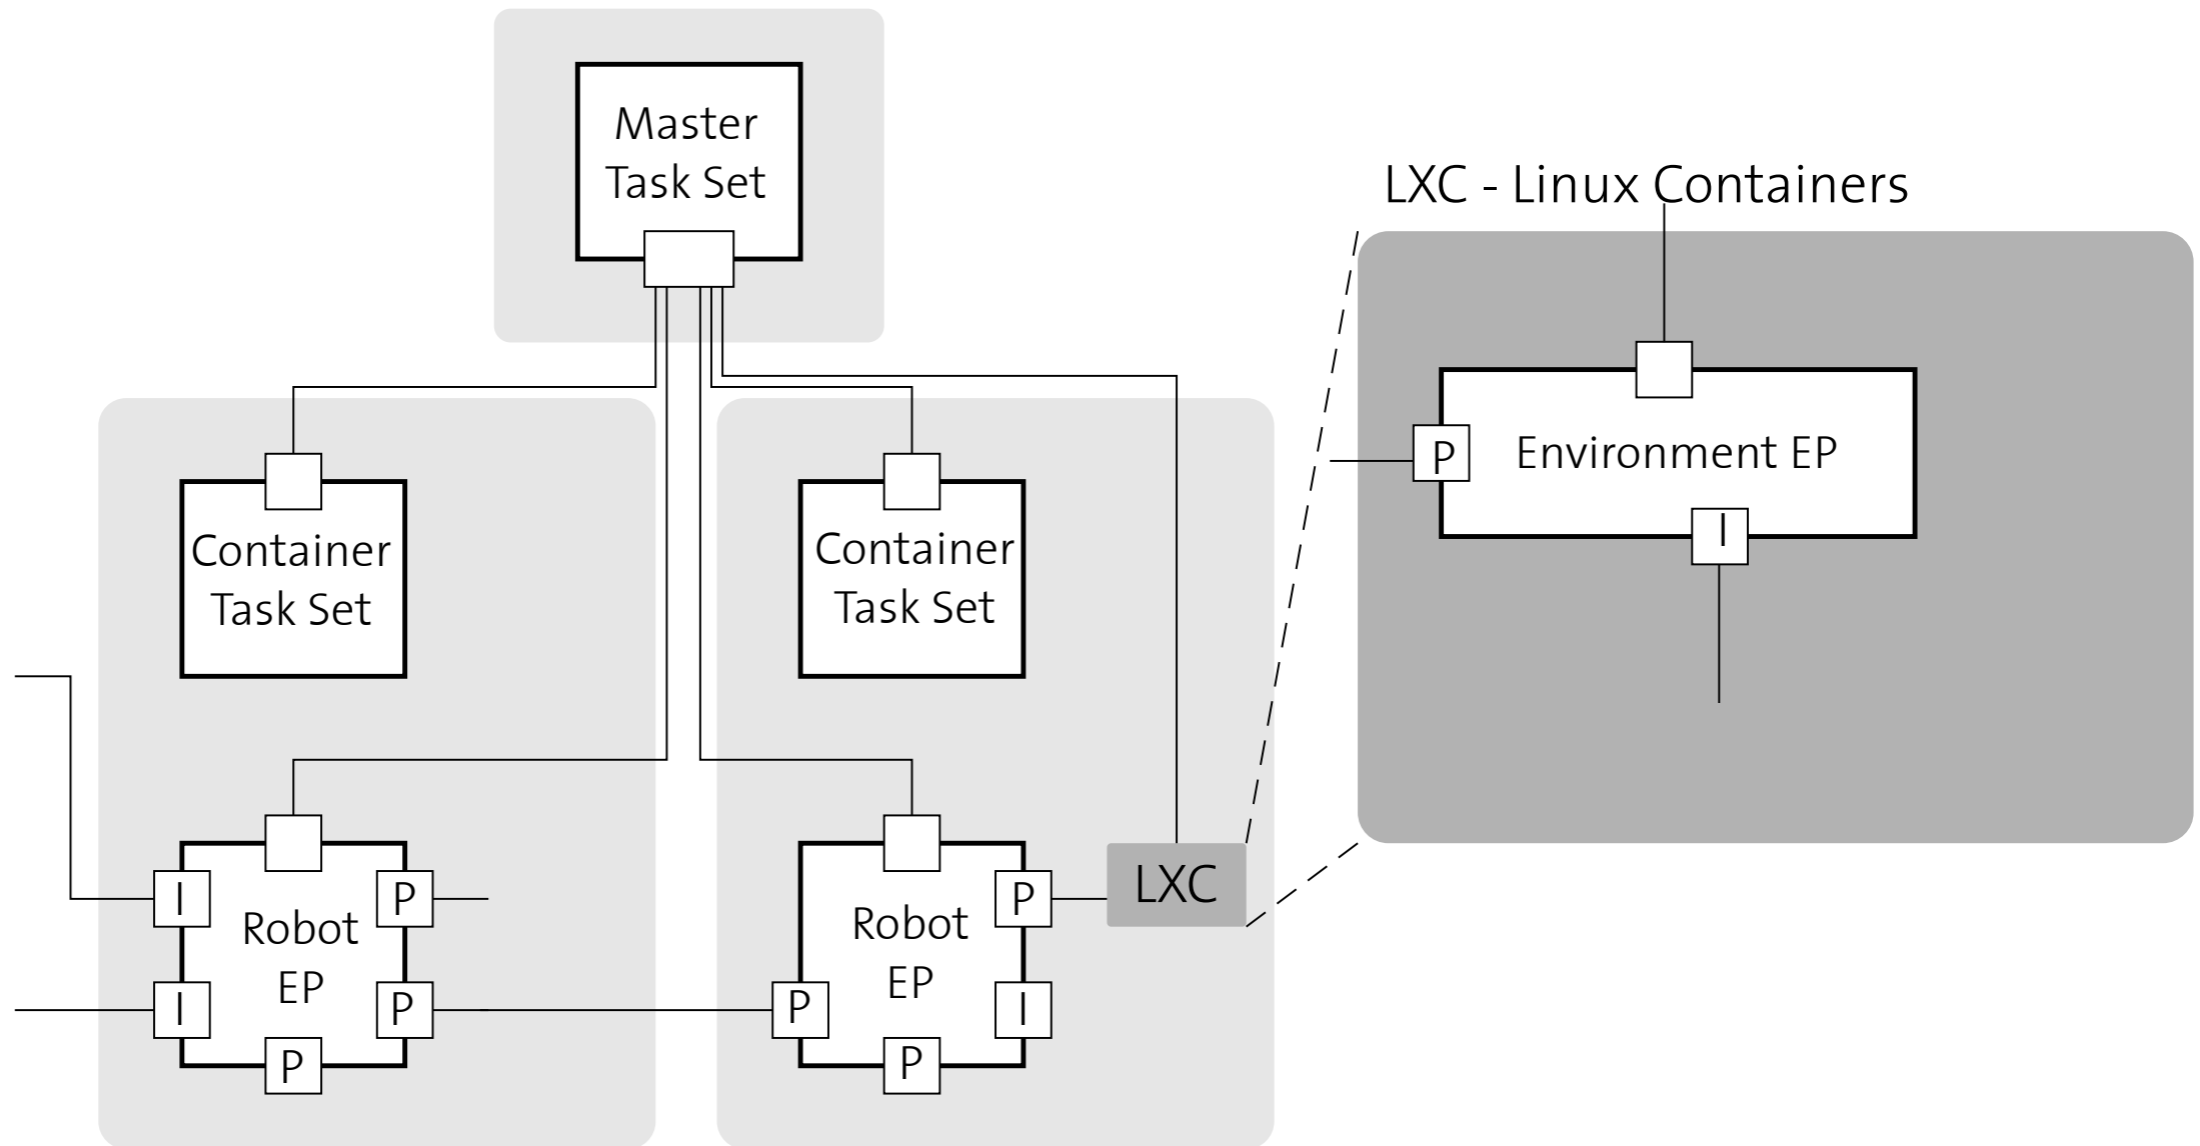 Master
Task Set
LXC - Linux Containers
P
Environment EP
I
Container
Task Set
Container
Task Set
I
P
Robot
EP
I
P
P
P
LXC
Robot
EP
P
I
P